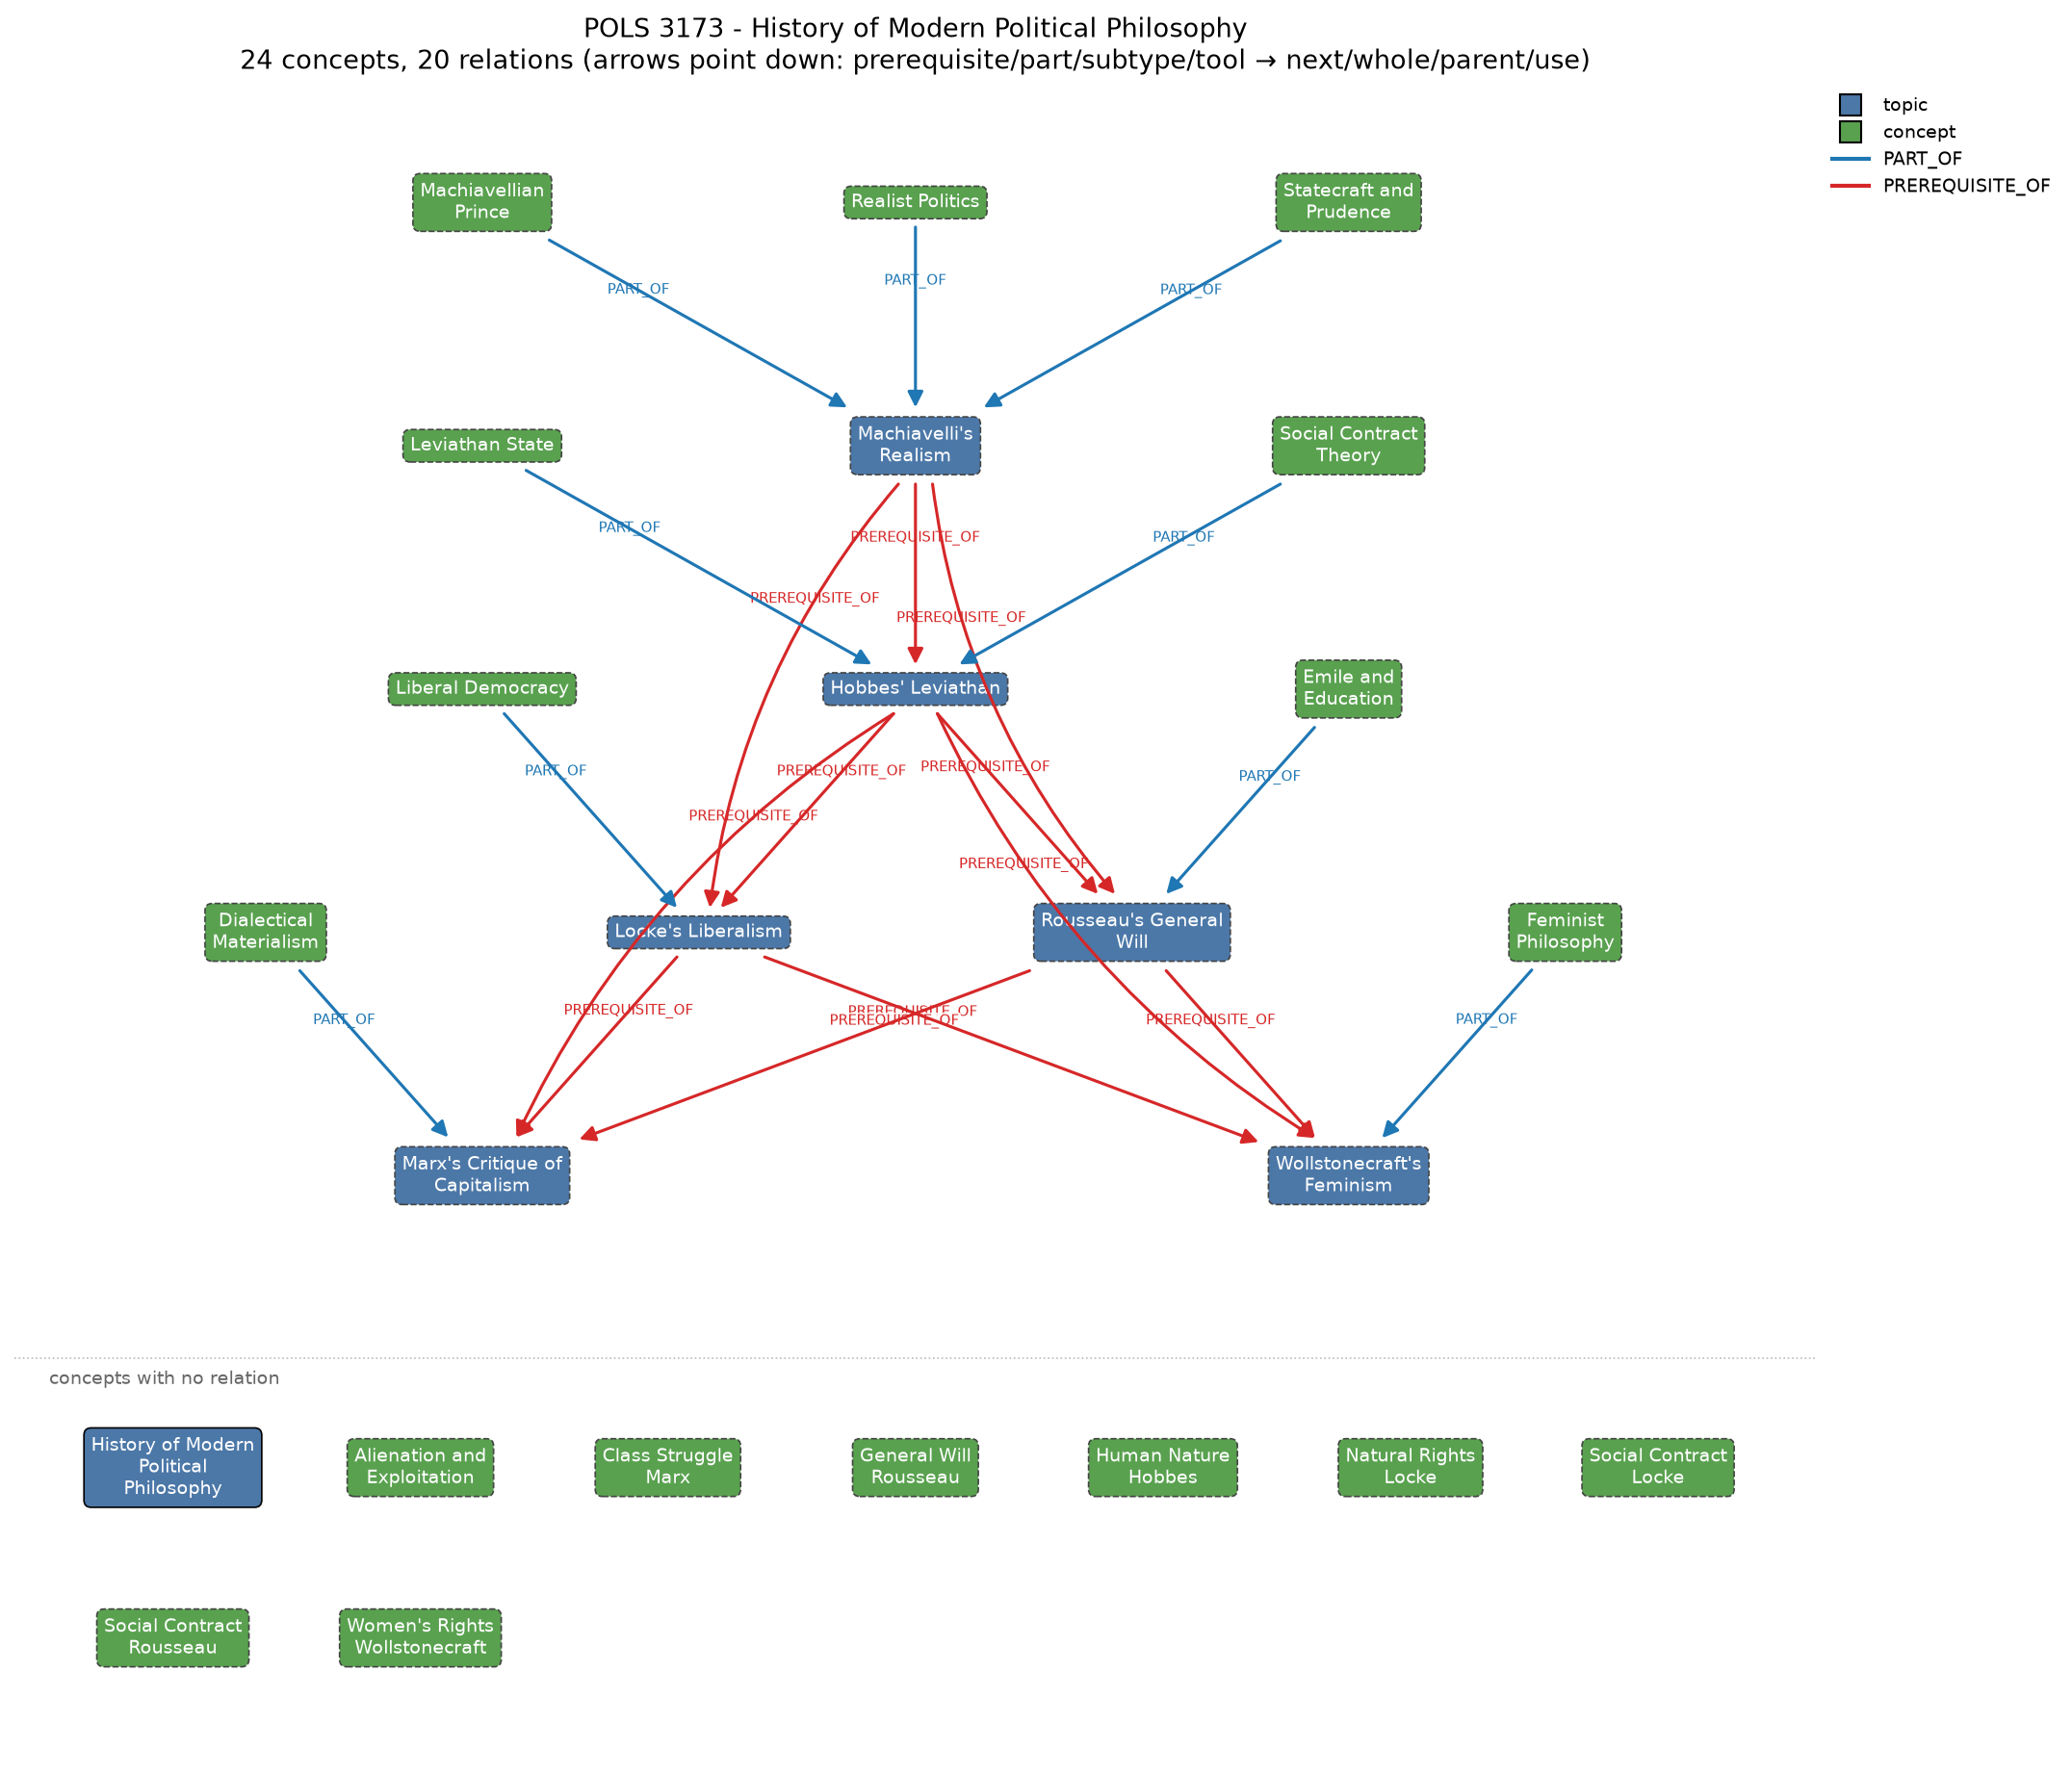 POLS 3173 - History of Modern Political Philosophy
24 concepts, 20 relations (arrows point down: prerequisite/part/subtype/tool → next/whole/parent/use)
topic
concept
PART_OF
PREREQUISITE_OF
Machiavellian
Prince
Realist Politics
Statecraft and
Prudence
PART_OF
PART_OF
PART_OF
Leviathan State
Machiavelli's
Realism
Social Contract
Theory
PART_OF
PREREQUISITE_OF
PART_OF
PREREQUISITE_OF
PREREQUISITE_OF
Liberal Democracy
Hobbes' Leviathan
Emile and
Education
PART_OF
PREREQUISITE_OF
PREREQUISITE_OF
PART_OF
PREREQUISITE_OF
PREREQUISITE_OF
Dialectical
Materialism
Locke's Liberalism
Rousseau's General
Will
Feminist
Philosophy
PART_OF
PREREQUISITE_OF
PREREQUISITE_OF
PREREQUISITE_OF
PREREQUISITE_OF
PART_OF
Marx's Critique of
Capitalism
Wollstonecraft's
Feminism
concepts with no relation
History of Modern
Political
Philosophy
Alienation and
Exploitation
Class Struggle
Marx
General Will
Rousseau
Human Nature
Hobbes
Natural Rights
Locke
Social Contract
Locke
Social Contract
Rousseau
Women's Rights
Wollstonecraft